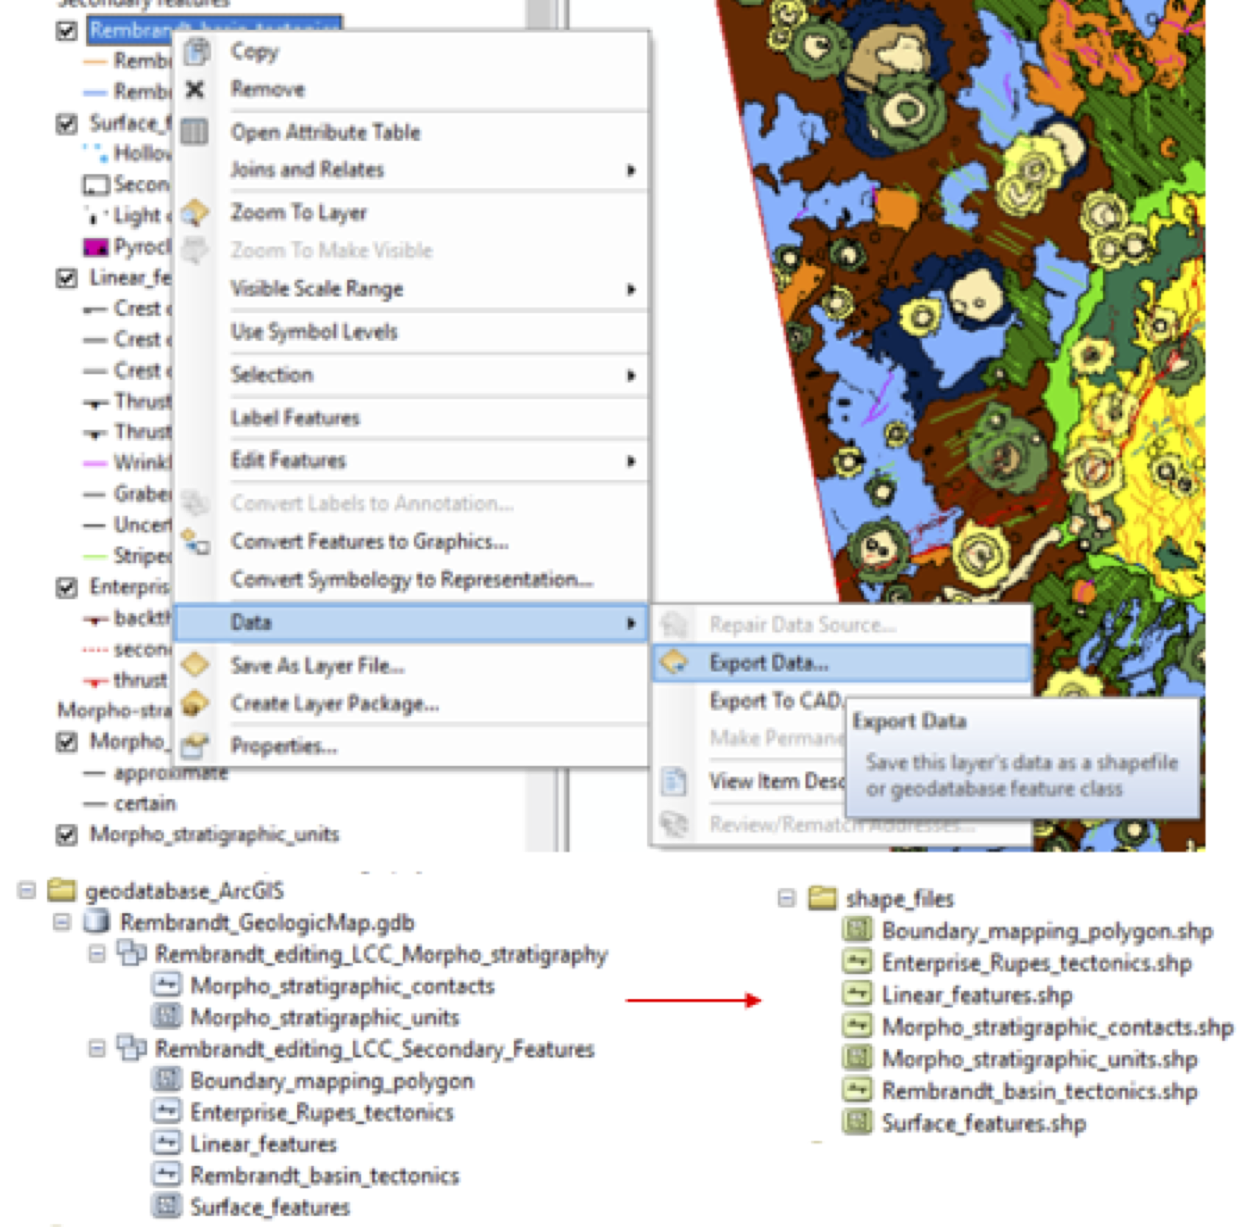 Secondary features
Rembrandt_basin_tectonics
Remb
Remb
Surface_f
Hollov
Secon
Light
Pyrocl
Linear_fe
Crest
Crest
Crest
Thrust
Thrust
Wrinkl
Grabe
Uncert
Striped
Enterpris
backth
secon
thrust
Morpho-stra
Morpho_
approximate
certain
Morpho_stratigraphic_units
Copy
Remove
Open Attribute Table
Joins and Relates
Zoom To Layer
Zoom To Make Visible
Visible Scale Range
Use Symbol Levels
Selection
Label Features
Edit Features
Convert Labels to Annotation...
Convert Features to Graphics...
Convert Symbology to Representation...
Data
Save As Layer File...
Create Layer Package...
Properties...
Repair Data Source...
Export Data...
Export To CAD.
Make Permane
View Item Desc
Review/Rematch Addresses...
Export Data
Save this layer's data as a shapefile
or geodatabase feature class
geodatabase_ArcGIS
Rembrandt_GeologicMap.gdb
Rembrandt_editing_LCC_Morpho_stratigraphy
Morpho_stratigraphic_contacts
Morpho_stratigraphic_units
Rembrandt_editing_LCC_Secondary_Features
Boundary_mapping_polygon
Enterprise_Rupes_tectonics
Linear_features
Rembrandt_basin_tectonics
Surface_features
shape_files
Boundary_mapping_polygon.shp
Enterprise_Rupes_tectonics.shp
Linear_features.shp
Morpho_stratigraphic_contacts.shp
Morpho_stratigraphic_units.shp
Rembrandt_basin_tectonics.shp
Surface_features.shp